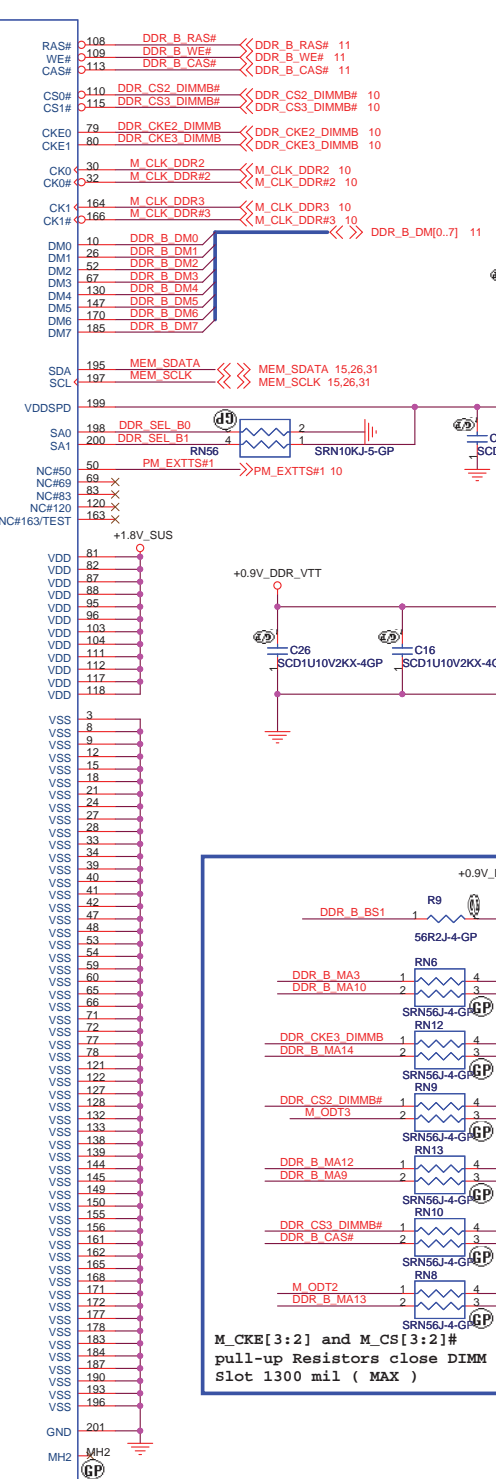 RAS# 108 DDR_B_RAS# DDR_B_RAS# 11
WE# 109 DDR_B_WE# DDR_B_WE# 11
CAS# 113 DDR_B_CAS# DDR_B_CAS# 11
CS0# 110 DDR_CS2_DIMMB# DDR_CS2_DIMMB# 10
CS1# 115 DDR_CS3_DIMMB# DDR_CS3_DIMMB# 10
CKE0 79 DDR_CKE2_DIMMB DDR_CKE2_DIMMB 10
CKE1 80 DDR_CKE3_DIMMB DDR_CKE3_DIMMB 10
CK0 30 M_CLK_DDR2 M_CLK_DDR2 10
CK0# 32 M_CLK_DDR#2 M_CLK_DDR#2 10
CK1 164 M_CLK_DDR3 M_CLK_DDR3 10
CK1# 166 M_CLK_DDR#3 M_CLK_DDR#3 10
DDR_B_DM[0..7] 11
DM0 10 DDR_B_DM0
DM1 26 DDR_B_DM1
DM2 52 DDR_B_DM2
DM3 67 DDR_B_DM3
DM4 130 DDR_B_DM4
DM5 147 DDR_B_DM5
DM6 170 DDR_B_DM6
DM7 185 DDR_B_DM7
SDA 195 MEM_SDATA MEM_SDATA 15,26,31
SCL 197 MEM_SCLK MEM_SCLK 15,26,31
VDDSPD 199
GP
SA0 198 DDR_SEL_B0 3 2
SA1 200 DDR_SEL_B1 4 1
RN56 SRN10KJ-5-GP
NC#50 50 PM_EXTTS#1 PM_EXTTS#1 10
NC#69 69
NC#83 83
NC#120 120
NC#163/TEST 163
+1.8V_SUS
VDD 81
VDD 82
VDD 87
VDD 88
VDD 95
VDD 96
VDD 103
VDD 104
VDD 111
VDD 112
VDD 117
VDD 118
+0.9V_DDR_VTT
C26
SCD1U10V2KX-4GP
C16
SCD1U10V2KX-4G
VSS 3
VSS 8
VSS 9
VSS 12
VSS 15
VSS 18
VSS 21
VSS 24
VSS 27
VSS 28
VSS 33
VSS 34
VSS 39
VSS 40
VSS 41
VSS 42
VSS 47
VSS 48
VSS 53
VSS 54
VSS 59
VSS 60
VSS 65
VSS 66
VSS 71
VSS 72
VSS 77
VSS 78
VSS 121
VSS 122
VSS 127
VSS 128
VSS 132
VSS 133
VSS 138
VSS 139
VSS 144
VSS 145
VSS 149
VSS 150
VSS 155
VSS 156
VSS 161
VSS 162
VSS 165
VSS 168
VSS 171
VSS 172
VSS 177
VSS 178
VSS 183
VSS 184
VSS 187
VSS 190
VSS 193
VSS 196
GND 201
MH2 MH2
GP
+0.9V_
R9
DDR_B_BS1 1 2
56R2J-4-GP
RN6
DDR_B_MA3 1 4
DDR_B_MA10 2 3
SRN56J-4-GP GP
RN12
DDR_CKE3_DIMMB 1 4
DDR_B_MA14 2 3
SRN56J-4-GP GP
RN9
DDR_CS2_DIMMB# 1 4
M_ODT3 2 3
SRN56J-4-GP GP
RN13
DDR_B_MA12 1 4
DDR_B_MA9 2 3
SRN56J-4-GP GP
RN10
DDR_CS3_DIMMB# 1 4
DDR_B_CAS# 2 3
SRN56J-4-GP GP
RN8
M_ODT2 1 4
DDR_B_MA13 2 3
SRN56J-4-GP GP
M_CKE[3:2] and M_CS[3:2]#
pull-up Resistors close DIMM
Slot 1300 mil ( MAX )